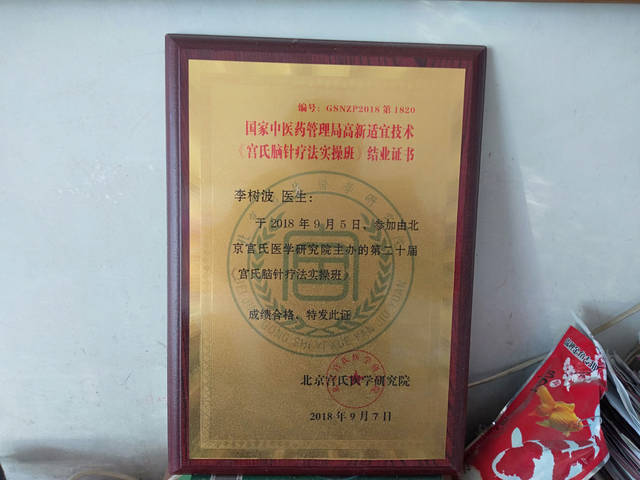 编号：GSNZP2018 第 1820
国家中医药管理局高新适宜技术
《宫氏脑针疗法实操班》结业证书
李树波 医生：
于 2018 年 9 月 5 日，参加由北
京宫氏医学研究院主办的第二十届
《宫氏脑针疗法实操班》
成绩合格，特发此证
北京宫氏医学研究院
2018 年 9 月 7 日